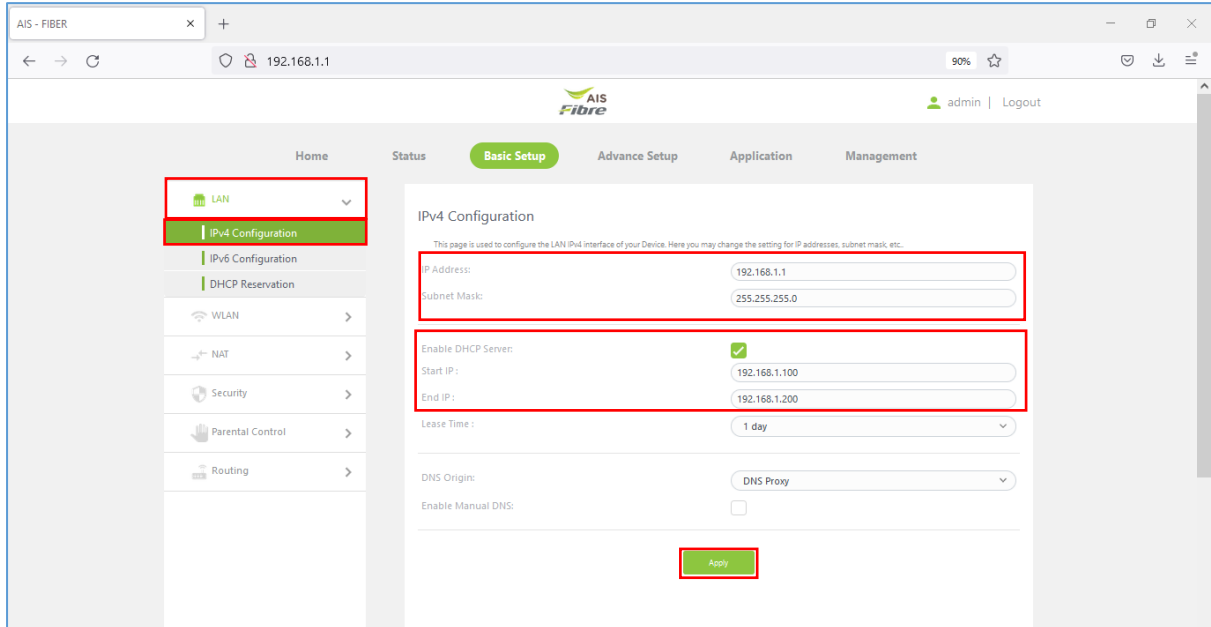 AIS - FIBER
192.168.1.1
90%
AIS
Fibre
admin | Logout
Home Status Basic Setup Advance Setup Application Management
LAN
IPv4 Configuration
IPv6 Configuration
DHCP Reservation
WLAN
NAT
Security
Parental Control
Routing
IPv4 Configuration
This page is used to configure the LAN IPv4 interface of your Device. Here you may change the setting for IP addresses, subnet mask, etc..
IP Address: 192.168.1.1
Subnet Mask: 255.255.255.0
Enable DHCP Server:
Start IP : 192.168.1.100
End IP : 192.168.1.200
Lease Time : 1 day
DNS Origin: DNS Proxy
Enable Manual DNS:
Apply